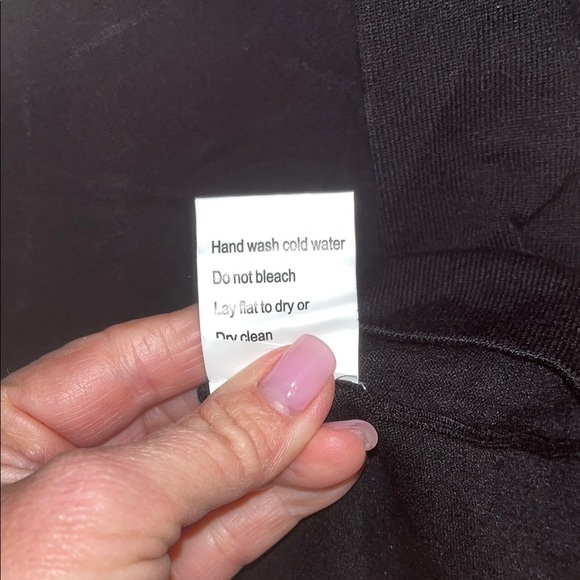 Hand wash cold water
Do not bleach
Lay flat to dry or
Dry clean